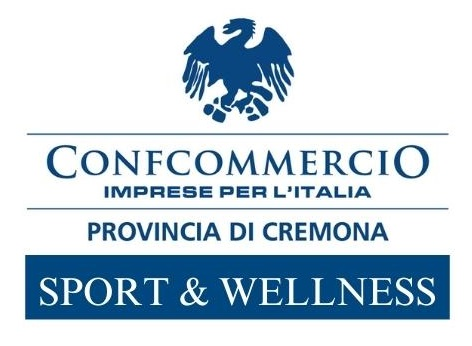 CONFCOMMERCIO
IMPRESE PER L'ITALIA
PROVINCIA DI CREMONA
SPORT & WELLNESS